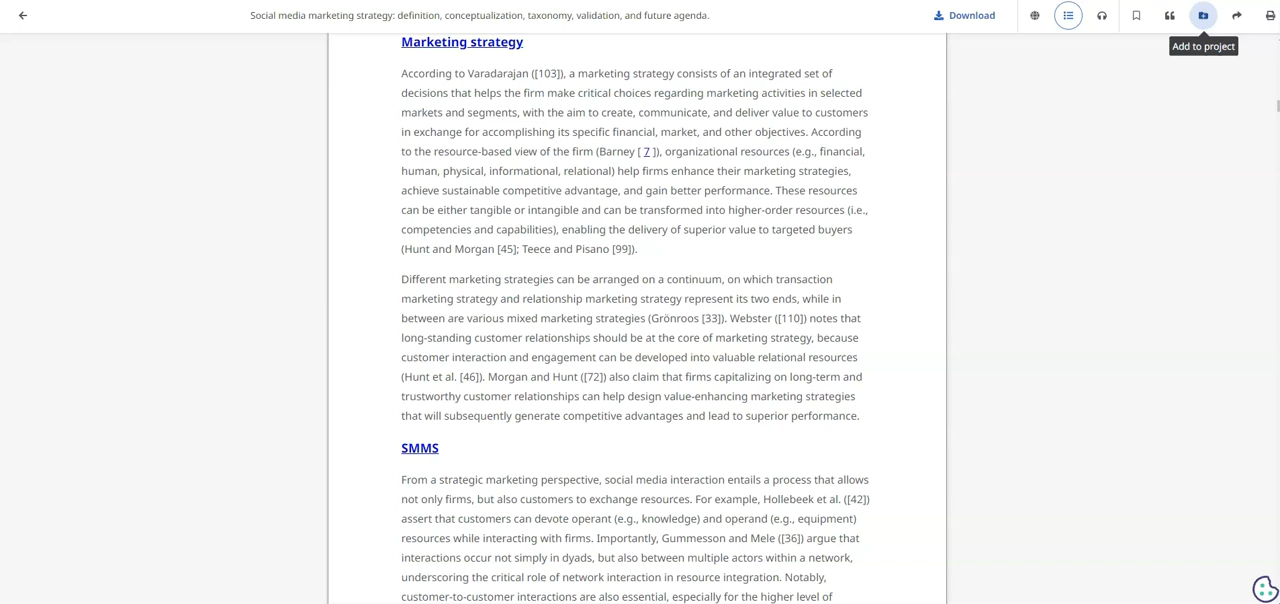 Social media marketing strategy: definition, conceptualization, taxonomy, validation, and future agenda.
Download
Add to project
Marketing strategy
According to Varadarajan ([103]), a marketing strategy consists of an integrated set of
decisions that helps the firm make critical choices regarding marketing activities in selected
markets and segments, with the aim to create, communicate, and deliver value to customers
in exchange for accomplishing its specific financial, market, and other objectives. According
to the resource-based view of the firm (Barney [ 7 ]), organizational resources (e.g., financial,
human, physical, informational, relational) help firms enhance their marketing strategies,
achieve sustainable competitive advantage, and gain better performance. These resources
can be either tangible or intangible and can be transformed into higher-order resources (i.e.,
competencies and capabilities), enabling the delivery of superior value to targeted buyers
(Hunt and Morgan [45]; Teece and Pisano [99]).
Different marketing strategies can be arranged on a continuum, on which transaction
marketing strategy and relationship marketing strategy represent its two ends, while in
between are various mixed marketing strategies (Grönroos [33]). Webster ([110]) notes that
long-standing customer relationships should be at the core of marketing strategy, because
customer interaction and engagement can be developed into valuable relational resources
(Hunt et al. [46]). Morgan and Hunt ([72]) also claim that firms capitalizing on long-term and
trustworthy customer relationships can help design value-enhancing marketing strategies
that will subsequently generate competitive advantages and lead to superior performance.
SMMS
From a strategic marketing perspective, social media interaction entails a process that allows
not only firms, but also customers to exchange resources. For example, Hollebeek et al. ([42])
assert that customers can devote operant (e.g., knowledge) and operand (e.g., equipment)
resources while interacting with firms. Importantly, Gummesson and Mele ([36]) argue that
interactions occur not simply in dyads, but also between multiple actors within a network,
underscoring the critical role of network interaction in resource integration. Notably,
customer-to-customer interactions are also essential, especially for the higher level of